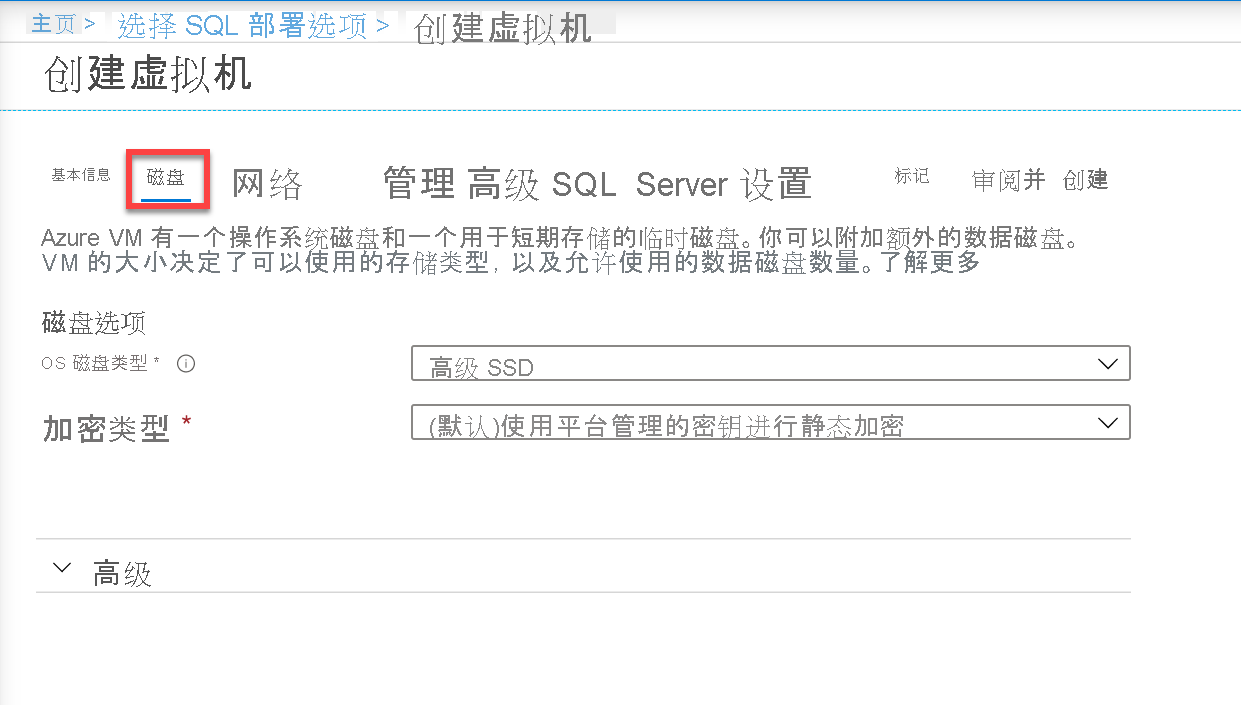 主页 > 选择 SQL 部署选项 > 创建虚拟机
创建虚拟机
基本信息 磁盘 网络 管理 高级 SQL Server 设置 标记 审阅并 创建
Azure VM 有一个操作系统磁盘和一个用于短期存储的临时磁盘。你可以附加额外的数据磁盘。
VM 的大小决定了可以使用的存储类型, 以及允许使用的数据磁盘数量。了解更多
磁盘选项
OS 磁盘类型 * 高级 SSD
加密类型 * (默认)使用平台管理的密钥进行静态加密
高级